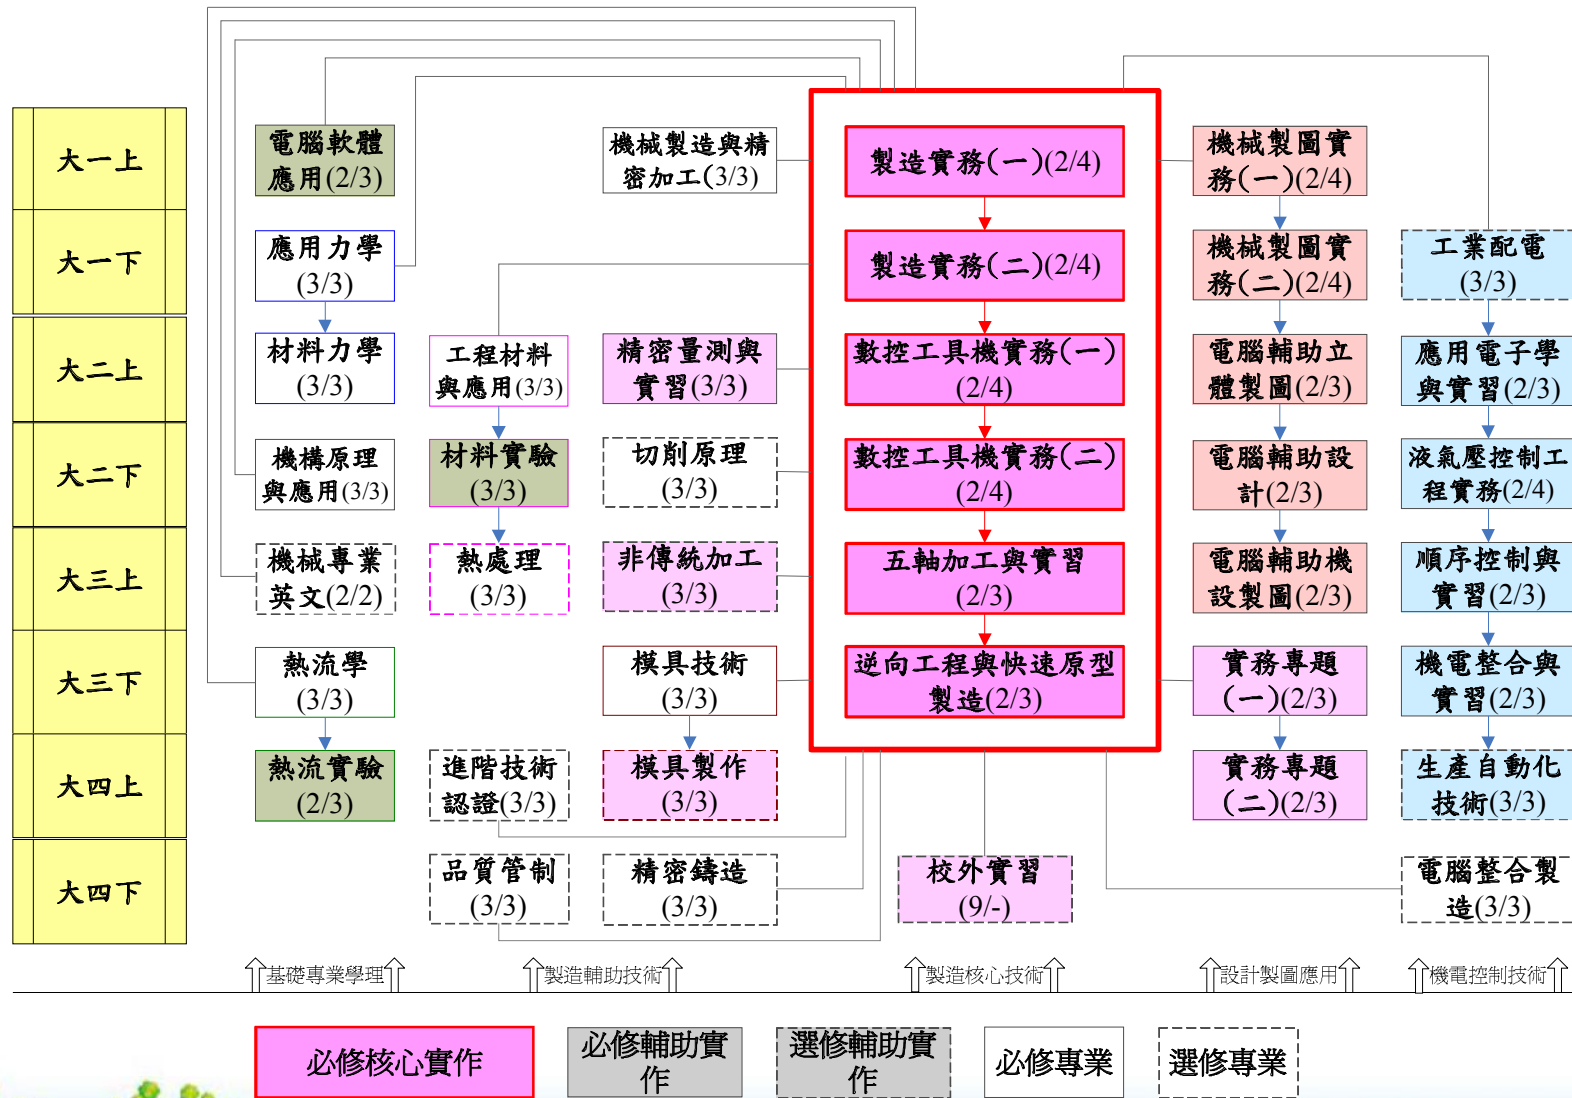 大一上
電腦軟體
應用(2/3)
機械製造與精
密加工(3/3)
製造實務(一)(2/4)
機械製圖實
務(一)(2/4)
大一下
應用力學
(3/3)
製造實務(二)(2/4)
機械製圖實
務(二)(2/4)
工業配電
(3/3)
大二上
材料力學
(3/3)
工程材料
與應用(3/3)
精密量測與
實習(3/3)
數控工具機實務(一)
(2/4)
電腦輔助立
體製圖(2/3)
應用電子學
與實習(2/3)
大二下
機構原理
與應用(3/3)
材料實驗
(3/3)
切削原理
(3/3)
數控工具機實務(二)
(2/4)
電腦輔助設
計(2/3)
液氣壓控制工
程實務(2/4)
大三上
機械專業
英文(2/2)
熱處理
(3/3)
非傳統加工
(3/3)
五軸加工與實習
(2/3)
電腦輔助機
設製圖(2/3)
順序控制與
實習(2/3)
大三下
熱流學
(3/3)
模具技術
(3/3)
逆向工程與快速原型
製造(2/3)
實務專題
(一)(2/3)
機電整合與
實習(2/3)
大四上
熱流實驗
(2/3)
進階技術
認證(3/3)
模具製作
(3/3)
實務專題
(二)(2/3)
生產自動化
技術(3/3)
大四下
品質管制
(3/3)
精密鑄造
(3/3)
校外實習
(9/-)
電腦整合製
造(3/3)
基礎專業學理
製造輔助技術
製造核心技術
設計製圖應用
機電控制技術
必修核心實作
必修輔助實
作
選修輔助實
作
必修專業
選修專業